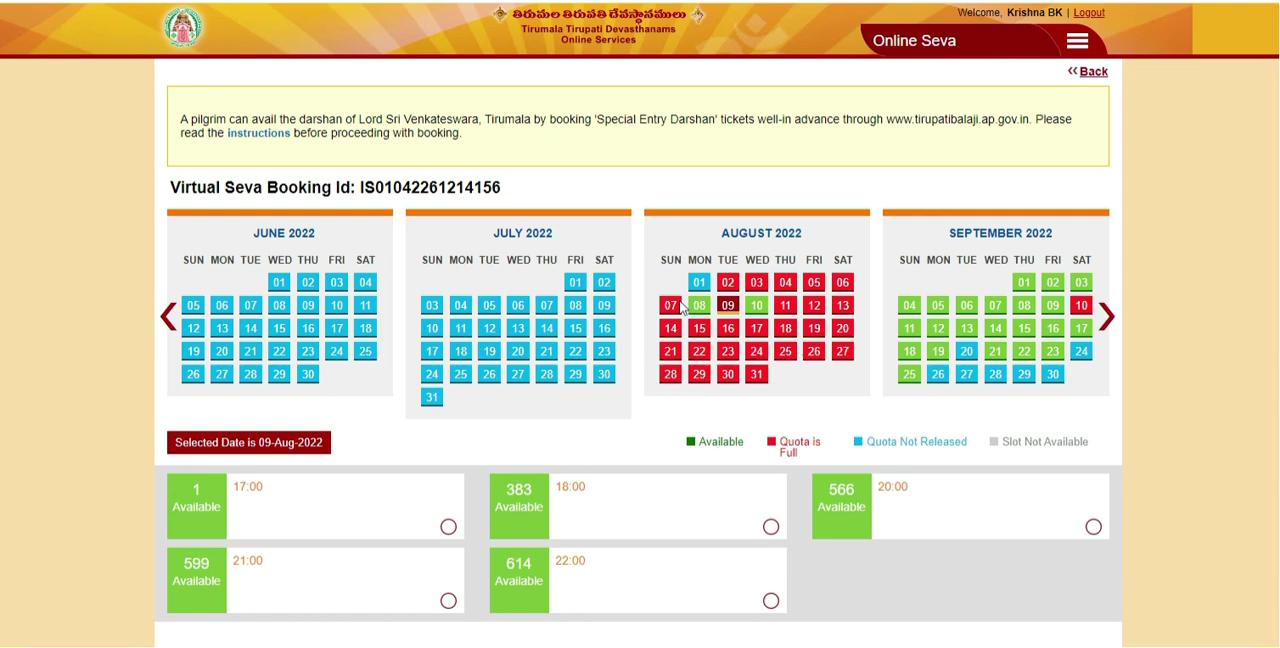 తిరుమల తిరుపతి దేవస్థానములు
Tirumala Tirupati Devasthanams
Online Services
Welcome, Krishna BK | Logout
Online Seva
Back
A pilgrim can avail the darshan of Lord Sri Venkateswara, Tirumala by booking 'Special Entry Darshan' tickets well-in advance through www.tirupatibalaji.ap.gov.in. Please
read the instructions before proceeding with booking.
Virtual Seva Booking Id: IS01042261214156
JUNE 2022
SUN MON TUE WED THU FRI SAT
01 02 03 04
05 06 07 08 09 10 11
12 13 14 15 16 17 18
19 20 21 22 23 24 25
26 27 28 29 30
JULY 2022
SUN MON TUE WED THU FRI SAT
01 02
03 04 05 06 07 08 09
10 11 12 13 14 15 16
17 18 19 20 21 22 23
24 25 26 27 28 29 30
31
AUGUST 2022
SUN MON TUE WED THU FRI SAT
01 02 03 04 05 06
07 08 09 10 11 12 13
14 15 16 17 18 19 20
21 22 23 24 25 26 27
28 29 30 31
SEPTEMBER 2022
SUN MON TUE WED THU FRI SAT
01 02 03
04 05 06 07 08 09 10
11 12 13 14 15 16 17
18 19 20 21 22 23 24
25 26 27 28 29 30
Selected Date is 09-Aug-2022
Available
Quota is
Full
Quota Not Released
Slot Not Available
1
Available
17:00
383
Available
18:00
566
Available
20:00
599
Available
21:00
614
Available
22:00